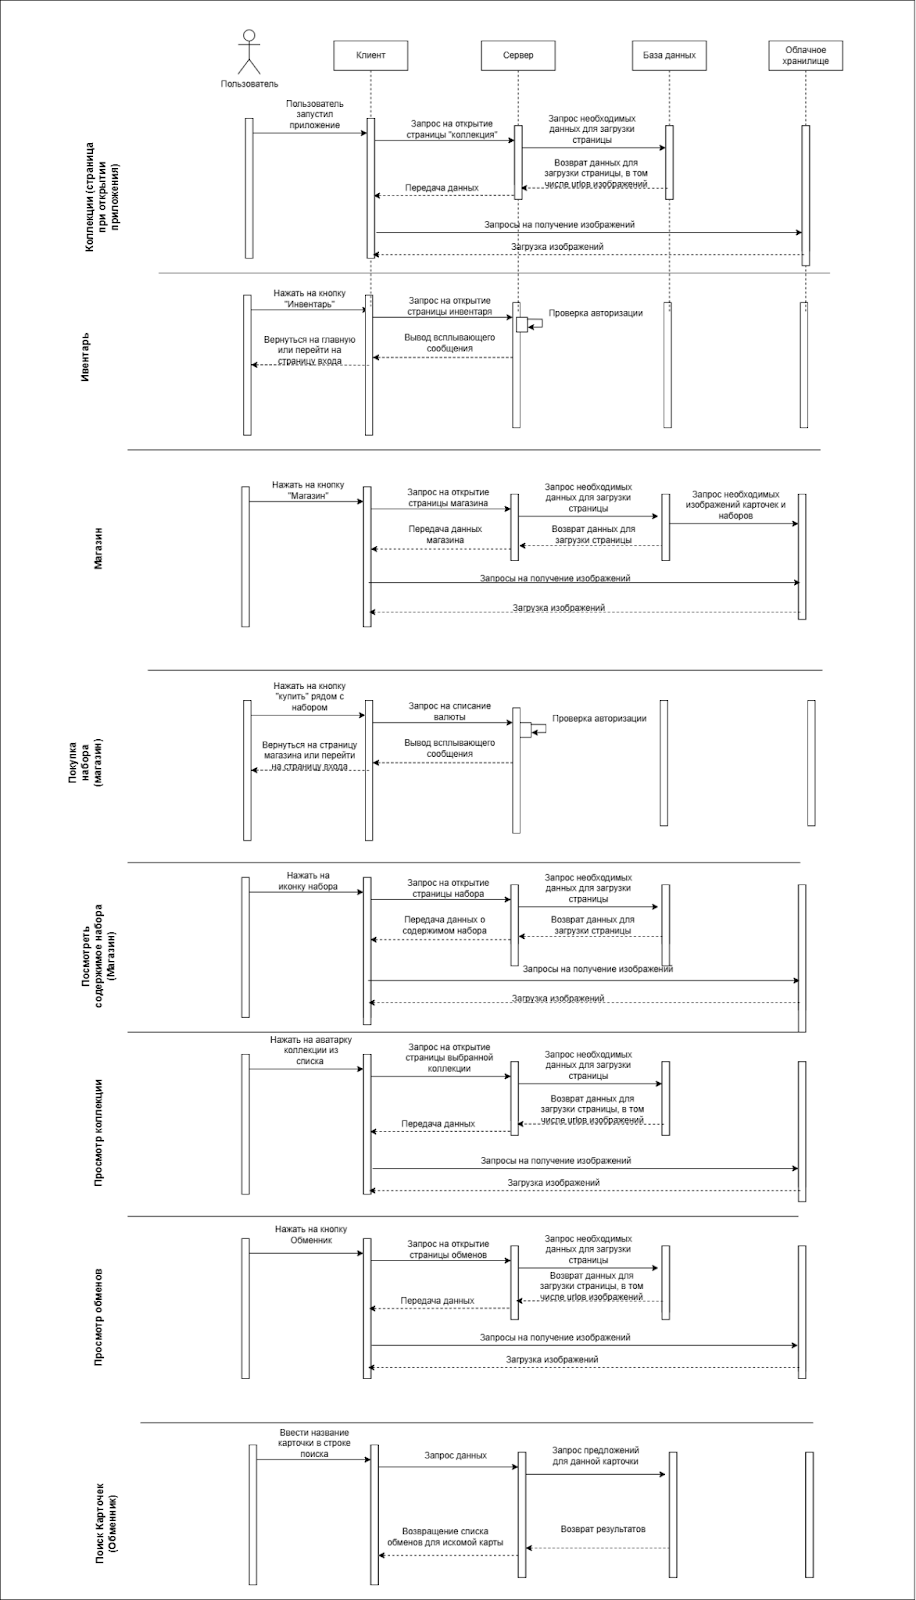 Пользователь
Клиент
Сервер
База данных
Облачное
хранилище
Коллекции (страница
при открытии
приложения)
Пользователь
запустил
приложение
Запрос на открытие
страницы "коллекция"
Запрос необходимых
данных для загрузки
страницы
Возврат данных для
загрузки страницы, в том
числе urlов изображений
Передача данных
Запросы на получение изображений
Загрузка изображений
Ивентарь
Нажать на кнопку
"Инвентарь"
Запрос на открытие
страницы инвентаря
Проверка авторизации
Вывод всплывающего
сообщения
Вернуться на главную
или перейти на
страницу входа
Магазин
Нажать на кнопку
"Магазин"
Запрос на открытие
страницы магазина
Запрос необходимых
данных для загрузки
страницы
Запрос необходимых
изображений карточек и
наборов
Передача данных
магазина
Возврат данных для
загрузки страницы
Запросы на получение изображений
Загрузка изображений
Покупка
набора
(магазин)
Нажать на кнопку
"купить" рядом с
набором
Запрос на списание
валюты
Проверка авторизации
Вывод всплывающего
сообщения
Вернуться на страницу
магазина или перейти
на страницу входа
Посмотреть
содержимое набора
(Магазин)
Нажать на
иконку набора
Запрос на открытие
страницы набора
Запрос необходимых
данных для загрузки
страницы
Передача данных о
содержимом набора
Возврат данных для
загрузки страницы
Запросы на получение изображений
Загрузка изображений
Просмотр коллекции
Нажать на аватарку
коллекции из
списка
Запрос на открытие
страницы выбранной
коллекции
Запрос необходимых
данных для загрузки
страницы
Возврат данных для
загрузки страницы, в том
числе urlов изображений
Передача данных
Запросы на получение изображений
Загрузка изображений
Просмотр обменов
Нажать на кнопку
Обменник
Запрос на открытие
страницы обменов
Запрос необходимых
данных для загрузки
страницы
Возврат данных для
загрузки страницы, в том
числе urlов изображений
Передача данных
Запросы на получение изображений
Загрузка изображений
Поиск Карточек
(Обменник)
Ввести название
карточки в строке
поиска
Запрос данных
Запрос предложений
для данной карточки
Возвращение списка
обменов для искомой карты
Возврат результатов